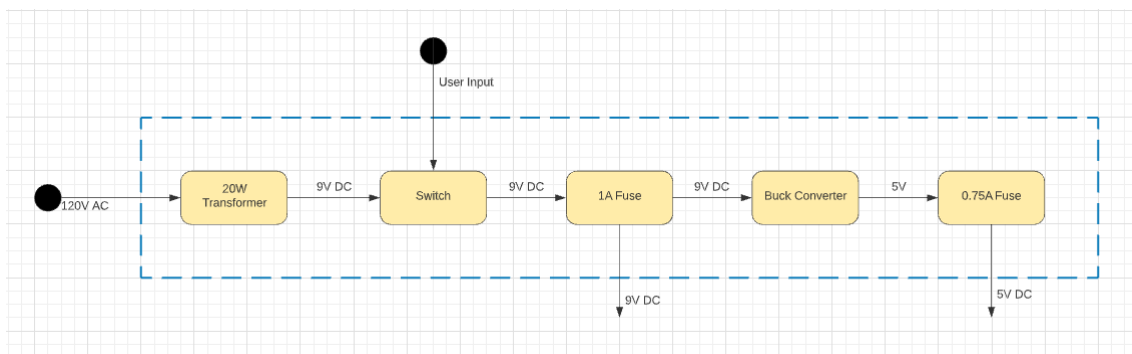 User Input
120V AC
20W
Transformer
9V DC
Switch
9V DC
1A Fuse
9V DC
Buck Converter
5V
0.75A Fuse
9V DC
5V DC